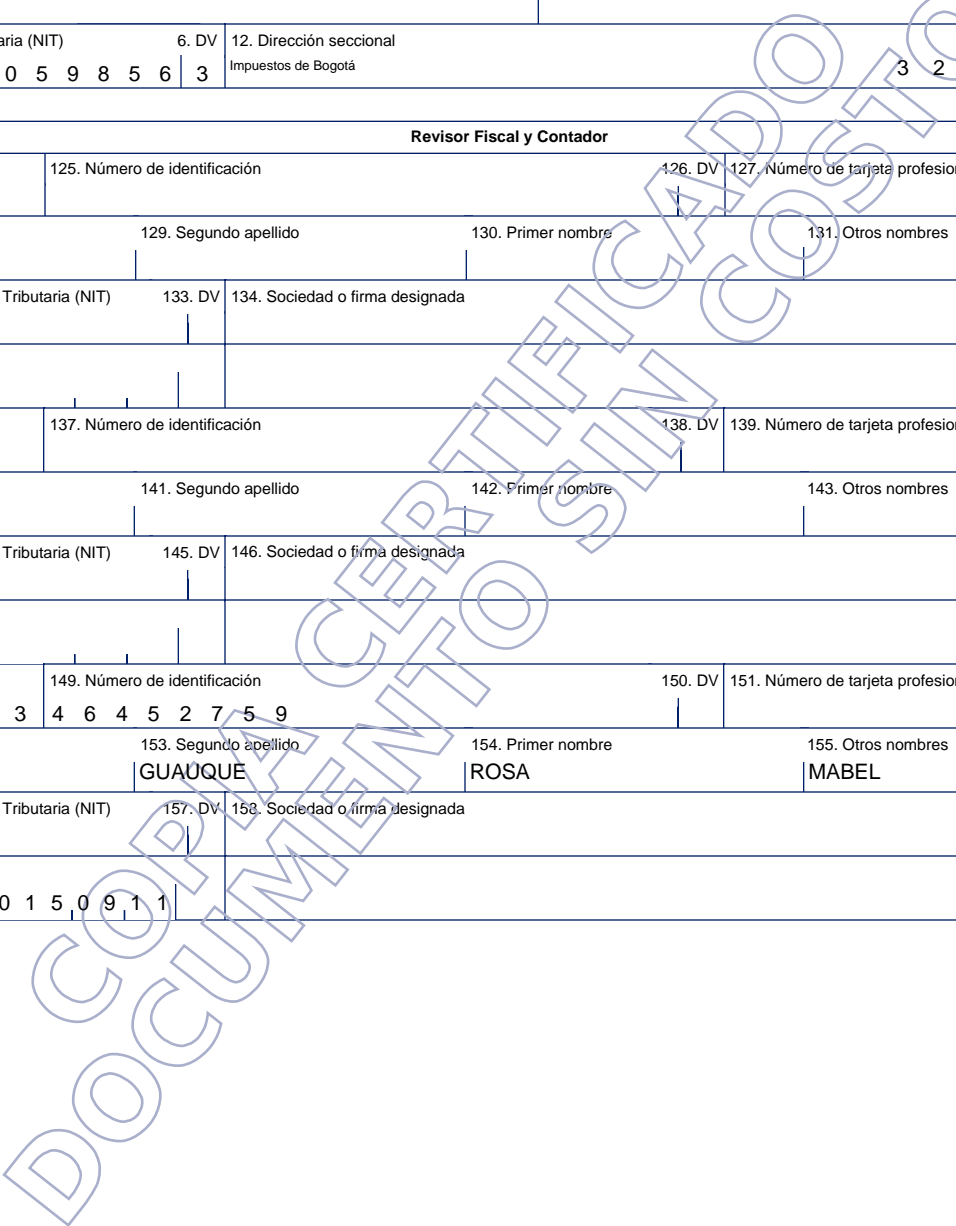 aria (NIT) 6. DV 12. Dirección seccional
0 5 9 8 5 6 3 Impuestos de Bogotá 3 2
Revisor Fiscal y Contador
125. Número de identificación 126. DV 127. Número de tarjeta profesion
129. Segundo apellido 130. Primer nombre 131. Otros nombres
Tributaria (NIT) 133. DV 134. Sociedad o firma designada
137. Número de identificación 138. DV 139. Número de tarjeta profesion
141. Segundo apellido 142. Primer nombre 143. Otros nombres
Tributaria (NIT) 145. DV 146. Sociedad o firma designada
149. Número de identificación 150. DV 151. Número de tarjeta profesion
3 4 6 4 5 2 7 5 9
153. Segundo apellido 154. Primer nombre 155. Otros nombres
GUAUQUE ROSA MABEL
Tributaria (NIT) 157. DV 158. Sociedad o firma designada
0 1 5 0 9 1 1
COPIA CERTIFICADO
DOCUMENTO SIN COSTO